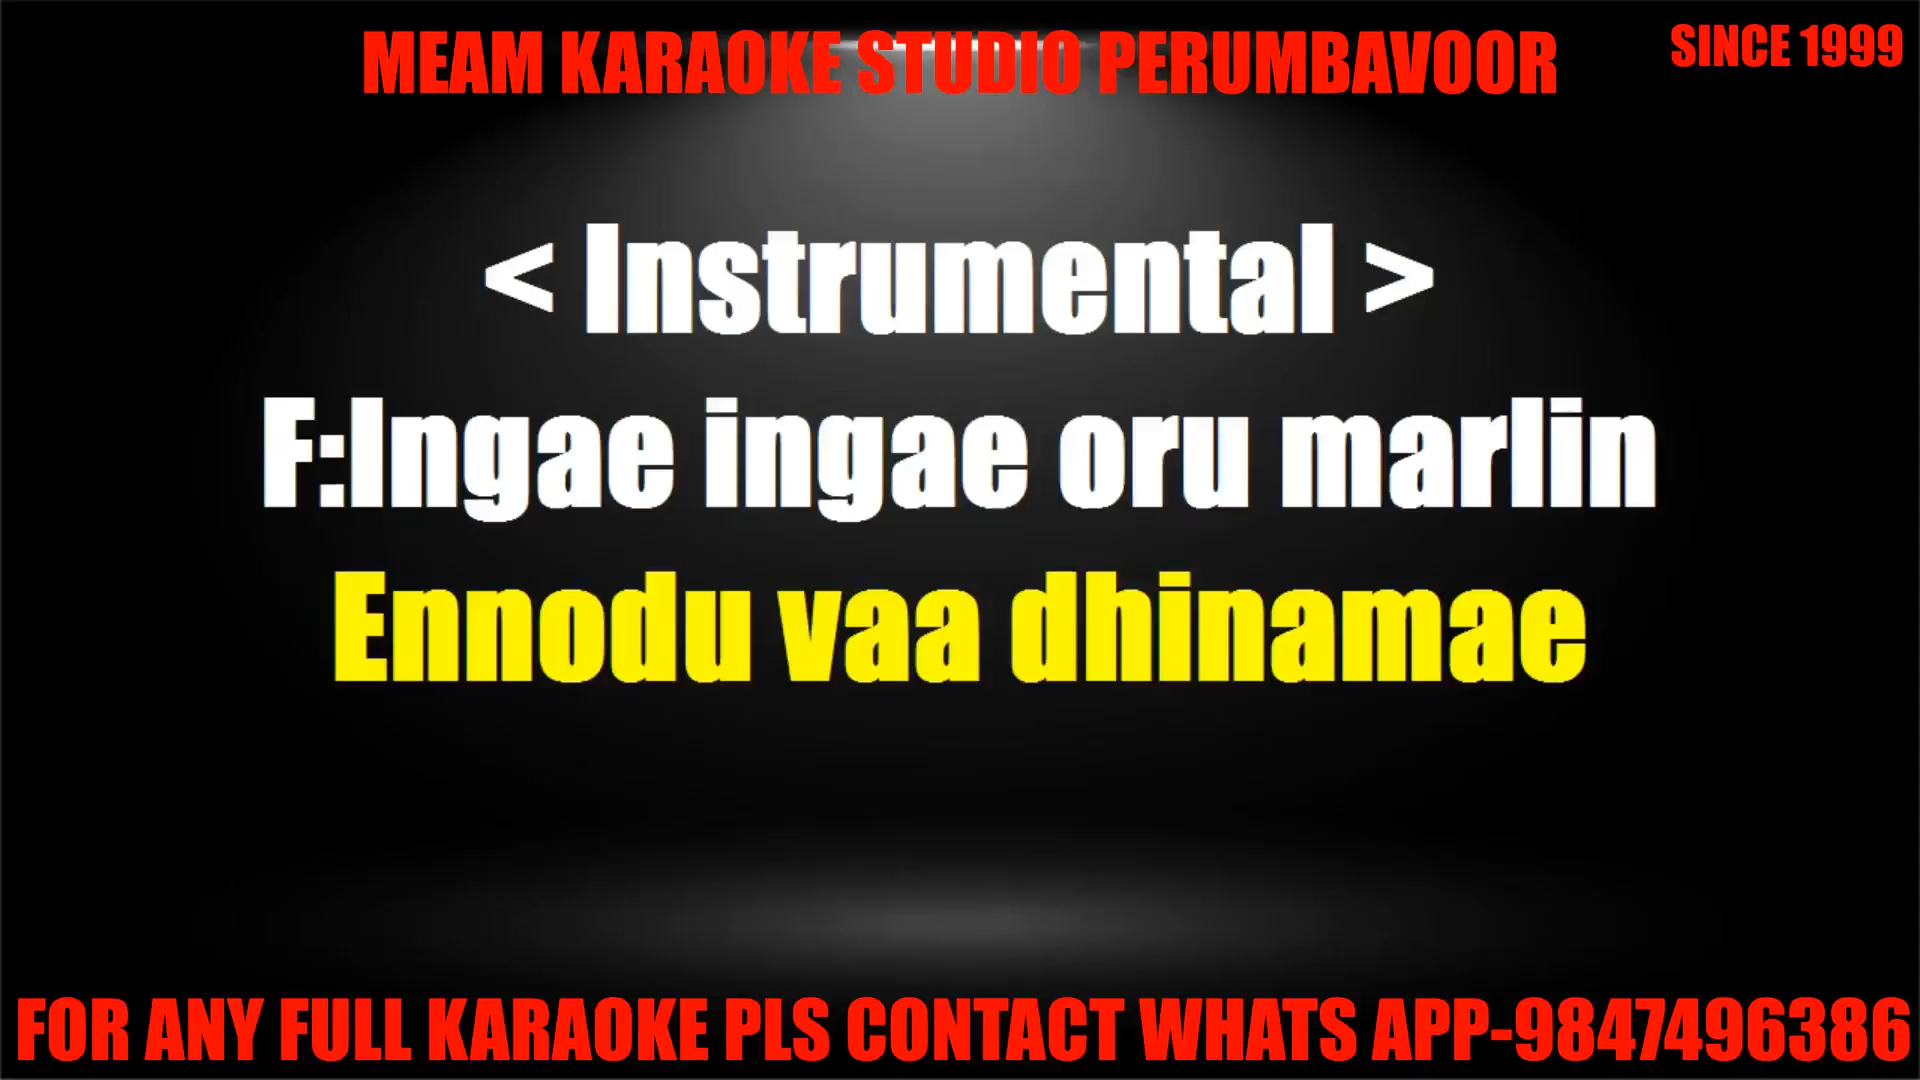 MEAM KARAOKE STUDIO PERUMBAVOOR
SINCE 1999
< Instrumental >
F:Ingae ingae oru marlin
Ennodu vaa dhinamae
FOR ANY FULL KARAOKE PLS CONTACT WHATS APP-9847496386